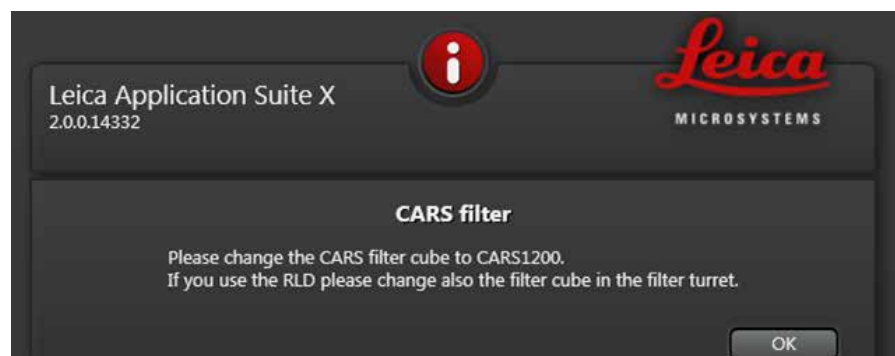 Leica Application Suite X
2.0.0.14332
Leica
MICROSYSTEMS
CARS filter
Please change the CARS filter cube to CARS1200.
If you use the RLD please change also the filter cube in the filter turret.
OK